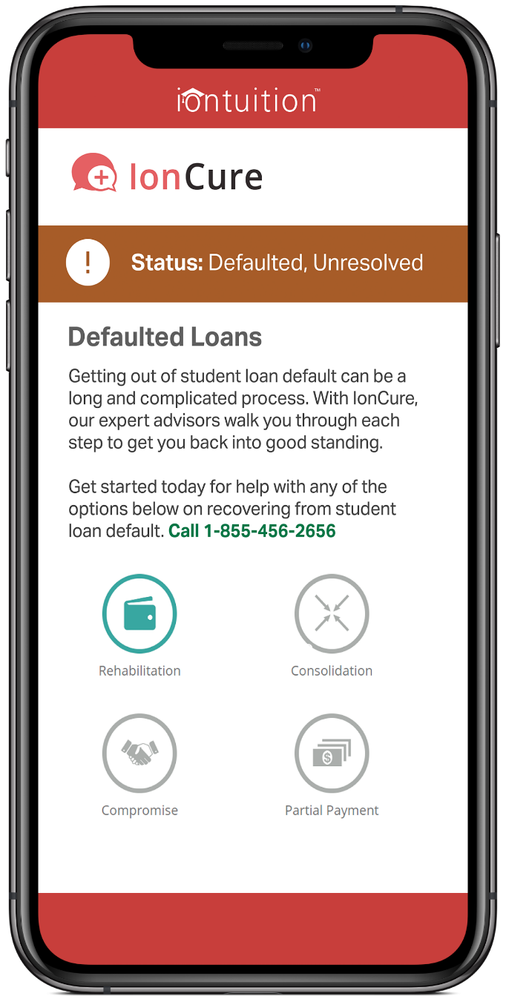 iontuition™
IonCure
! Status: Defaulted, Unresolved
Defaulted Loans
Getting out of student loan default can be a
long and complicated process. With IonCure,
our expert advisors walk you through each
step to get you back into good standing.
Get started today for help with any of the
options below on recovering from student
loan default. Call 1-855-456-2656
Rehabilitation
Consolidation
$
Compromise
Partial Payment